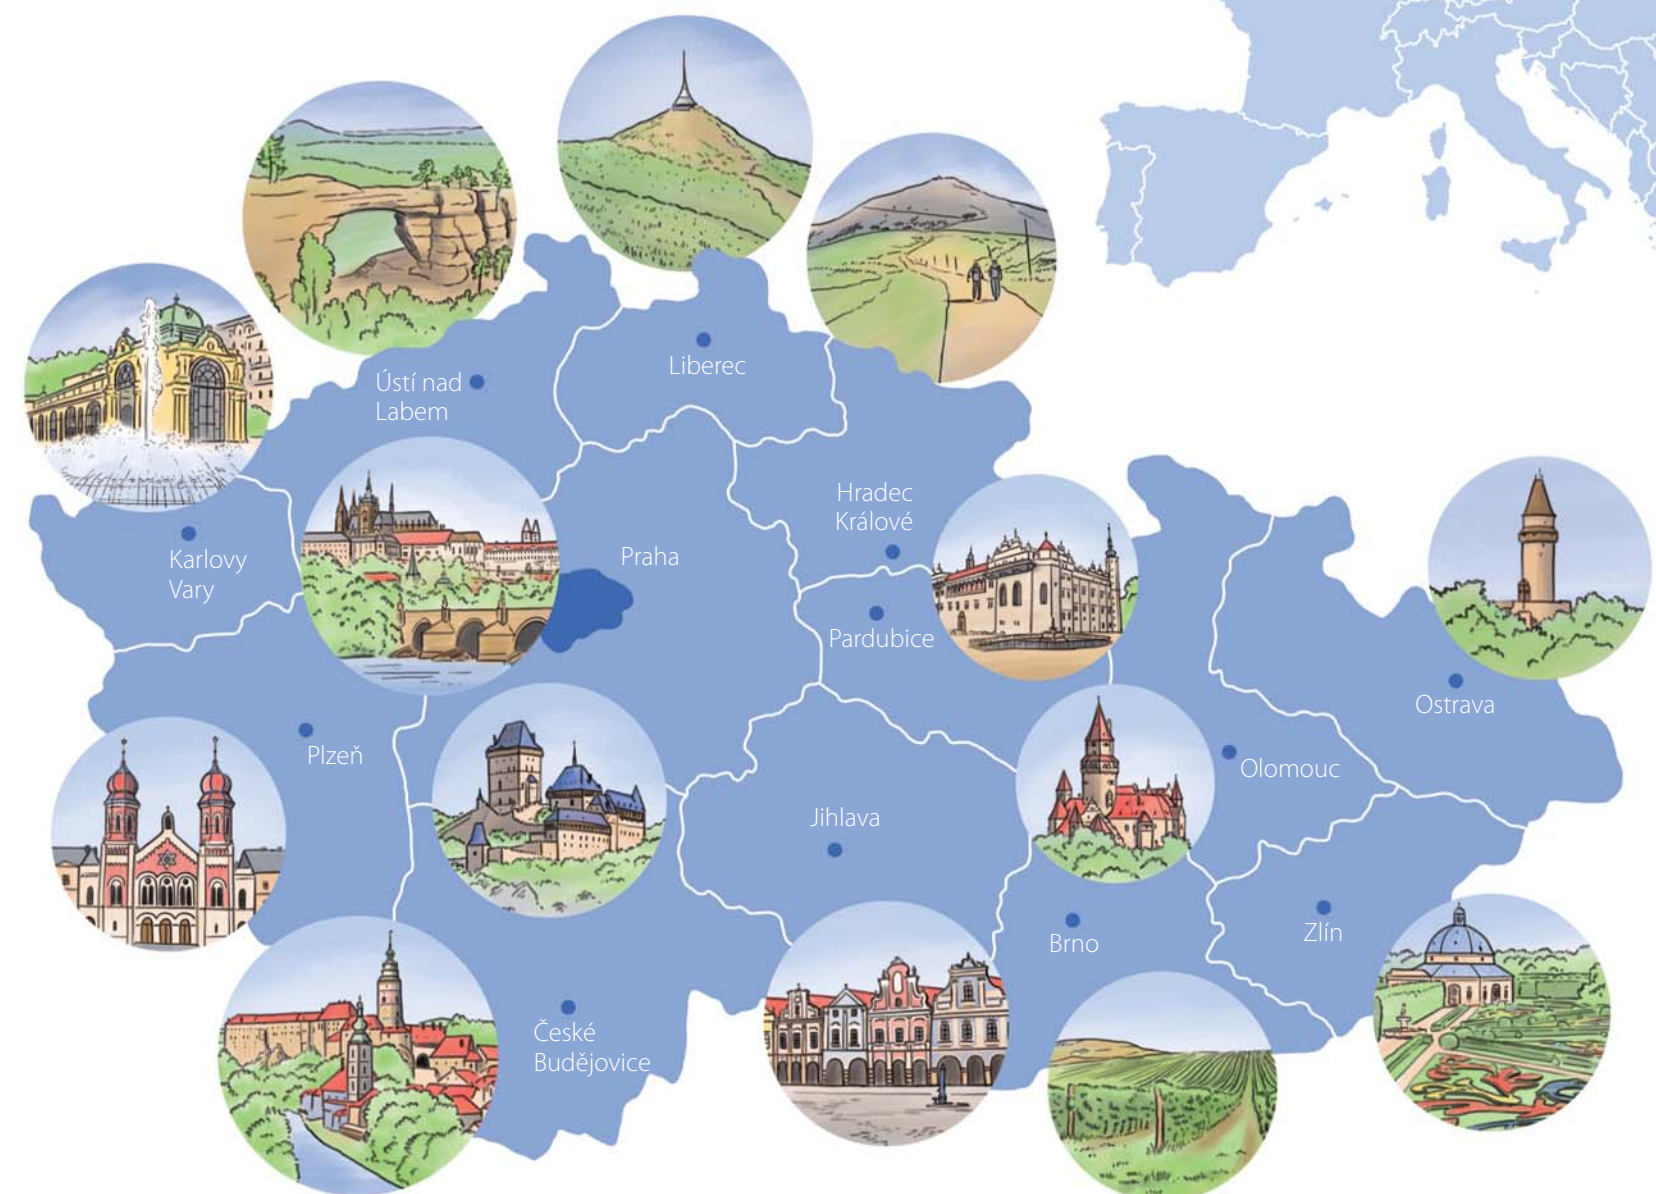 Liberec
Ústí nad
Labem
Hradec
Králové
Karlovy
Vary
Praha
Pardubice
Ostrava
Plzeň
Olomouc
Jihlava
Zlín
Brno
České
Budějovice